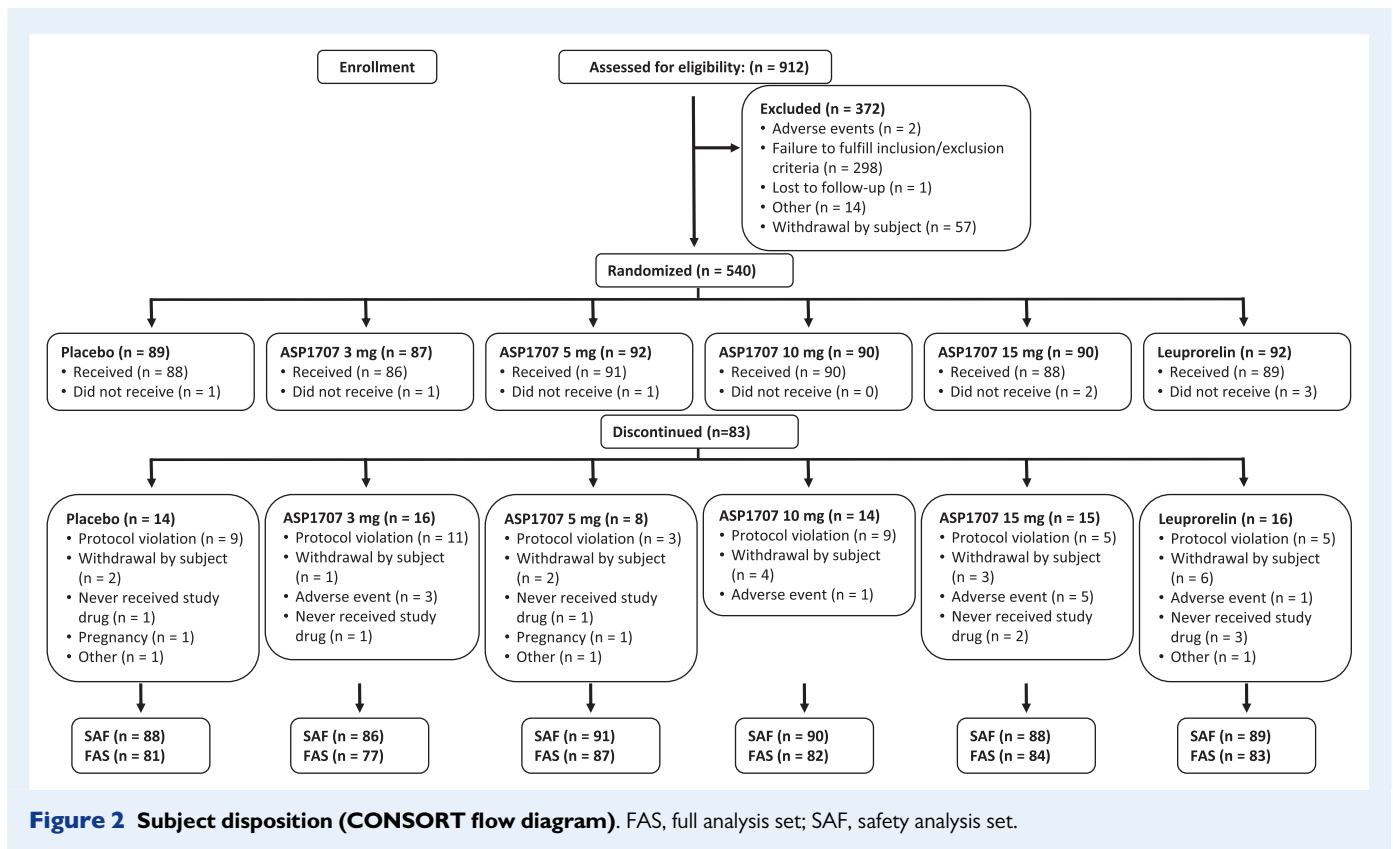 Enrollment
Assessed for eligibility: (n = 912)
Excluded (n = 372)
• Adverse events (n = 2)
• Failure to fulfill inclusion/exclusion
criteria (n = 298)
• Lost to follow-up (n = 1)
• Other (n = 14)
• Withdrawal by subject (n = 57)
Randomized (n = 540)
Placebo (n = 89)
• Received (n = 88)
• Did not receive (n = 1)
ASP1707 3 mg (n = 87)
• Received (n = 86)
• Did not receive (n = 1)
ASP1707 5 mg (n = 92)
• Received (n = 91)
• Did not receive (n = 1)
ASP1707 10 mg (n = 90)
• Received (n = 90)
• Did not receive (n = 0)
ASP1707 15 mg (n = 90)
• Received (n = 88)
• Did not receive (n = 2)
Leuprorelin (n = 92)
• Received (n = 89)
• Did not receive (n = 3)
Discontinued (n=83)
Placebo (n = 14)
• Protocol violation (n = 9)
• Withdrawal by subject
(n = 2)
• Never received study
drug (n = 1)
• Pregnancy (n = 1)
• Other (n = 1)
ASP1707 3 mg (n = 16)
• Protocol violation (n = 11)
• Withdrawal by subject
(n = 1)
• Adverse event (n = 3)
• Never received study
drug (n = 1)
ASP1707 5 mg (n = 8)
• Protocol violation (n = 3)
• Withdrawal by subject
(n = 2)
• Never received study
drug (n = 1)
• Pregnancy (n = 1)
• Other (n = 1)
ASP1707 10 mg (n = 14)
• Protocol violation (n = 9)
• Withdrawal by subject
(n = 4)
• Adverse event (n = 1)
ASP1707 15 mg (n = 15)
• Protocol violation (n = 5)
• Withdrawal by subject
(n = 3)
• Adverse event (n = 5)
• Never received study
drug (n = 2)
Leuprorelin (n = 16)
• Protocol violation (n = 5)
• Withdrawal by subject
(n = 6)
• Adverse event (n = 1)
• Never received study
drug (n = 3)
• Other (n = 1)
SAF (n = 88)
FAS (n = 81)
SAF (n = 86)
FAS (n = 77)
SAF (n = 91)
FAS (n = 87)
SAF (n = 90)
FAS (n = 82)
SAF (n = 88)
FAS (n = 84)
SAF (n = 89)
FAS (n = 83)
Figure 2 Subject disposition (CONSORT flow diagram). FAS, full analysis set; SAF, safety analysis set.